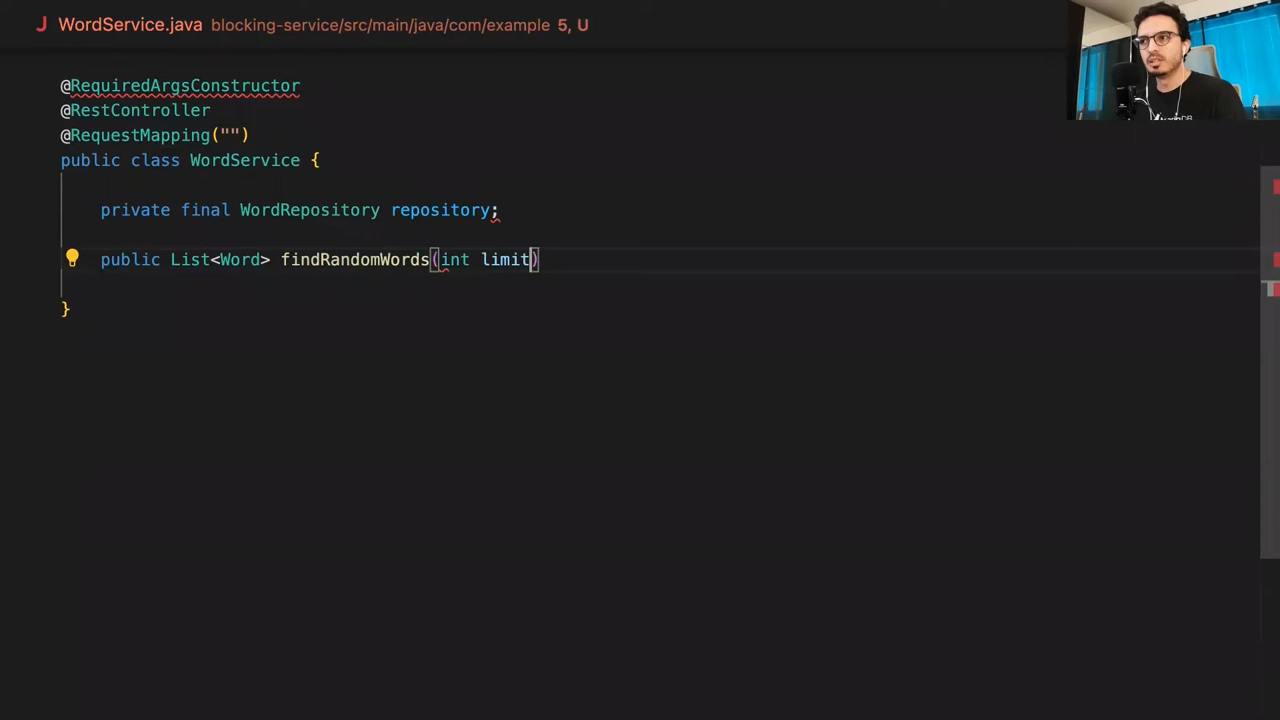 J WordService.java blocking-service/src/main/java/com/example 5, U
@RequiredArgsConstructor
@RestController
@RequestMapping("")
public class WordService {
private final WordRepository repository;
public List<Word> findRandomWords(int limit)
}